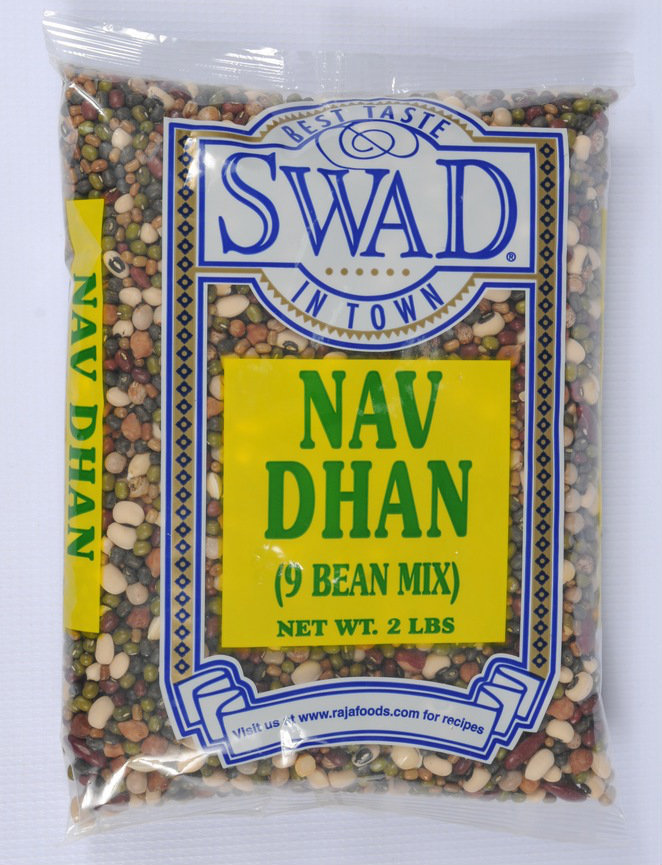 BEST TASTE
SWAD®
IN TOWN
NAV
DHAN
(9 BEAN MIX)
NET WT. 2 LBS
Visit us at www.rajafoods.com for recipes
NAV DHAN